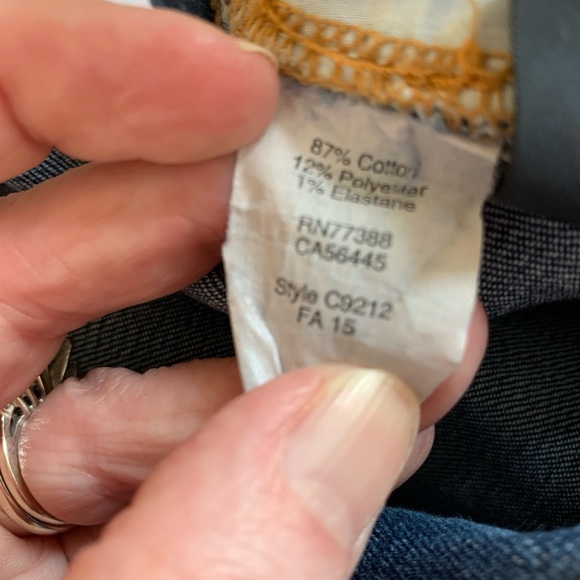 87% Cotton
12% Polyester
1% Elastane
RN77388
CA56445
Style C9212
FA 15